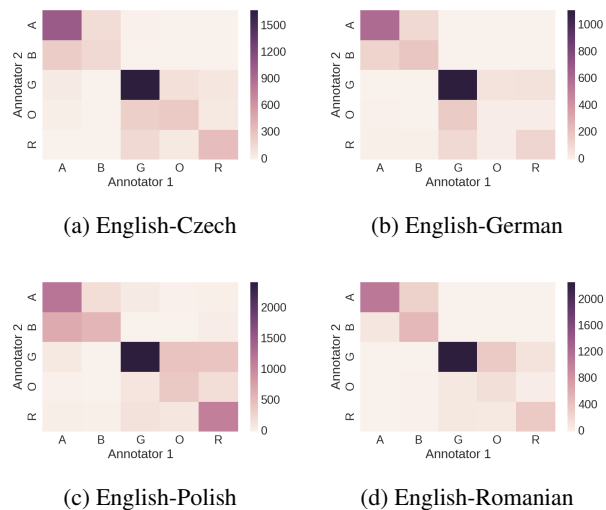 A
B
G
O
R
Annotator 2
A B G O R
Annotator 1
1500
1200
900
600
300
0
(a) English-Czech
A
B
G
O
R
Annotator 2
A B G O R
Annotator 1
1000
800
600
400
200
0
(b) English-German
A
B
G
O
R
Annotator 2
A B G O R
Annotator 1
2000
1500
1000
500
0
(c) English-Polish
A
B
G
O
R
Annotator 2
A B G O R
Annotator 1
2000
1600
1200
800
400
0
(d) English-Romanian